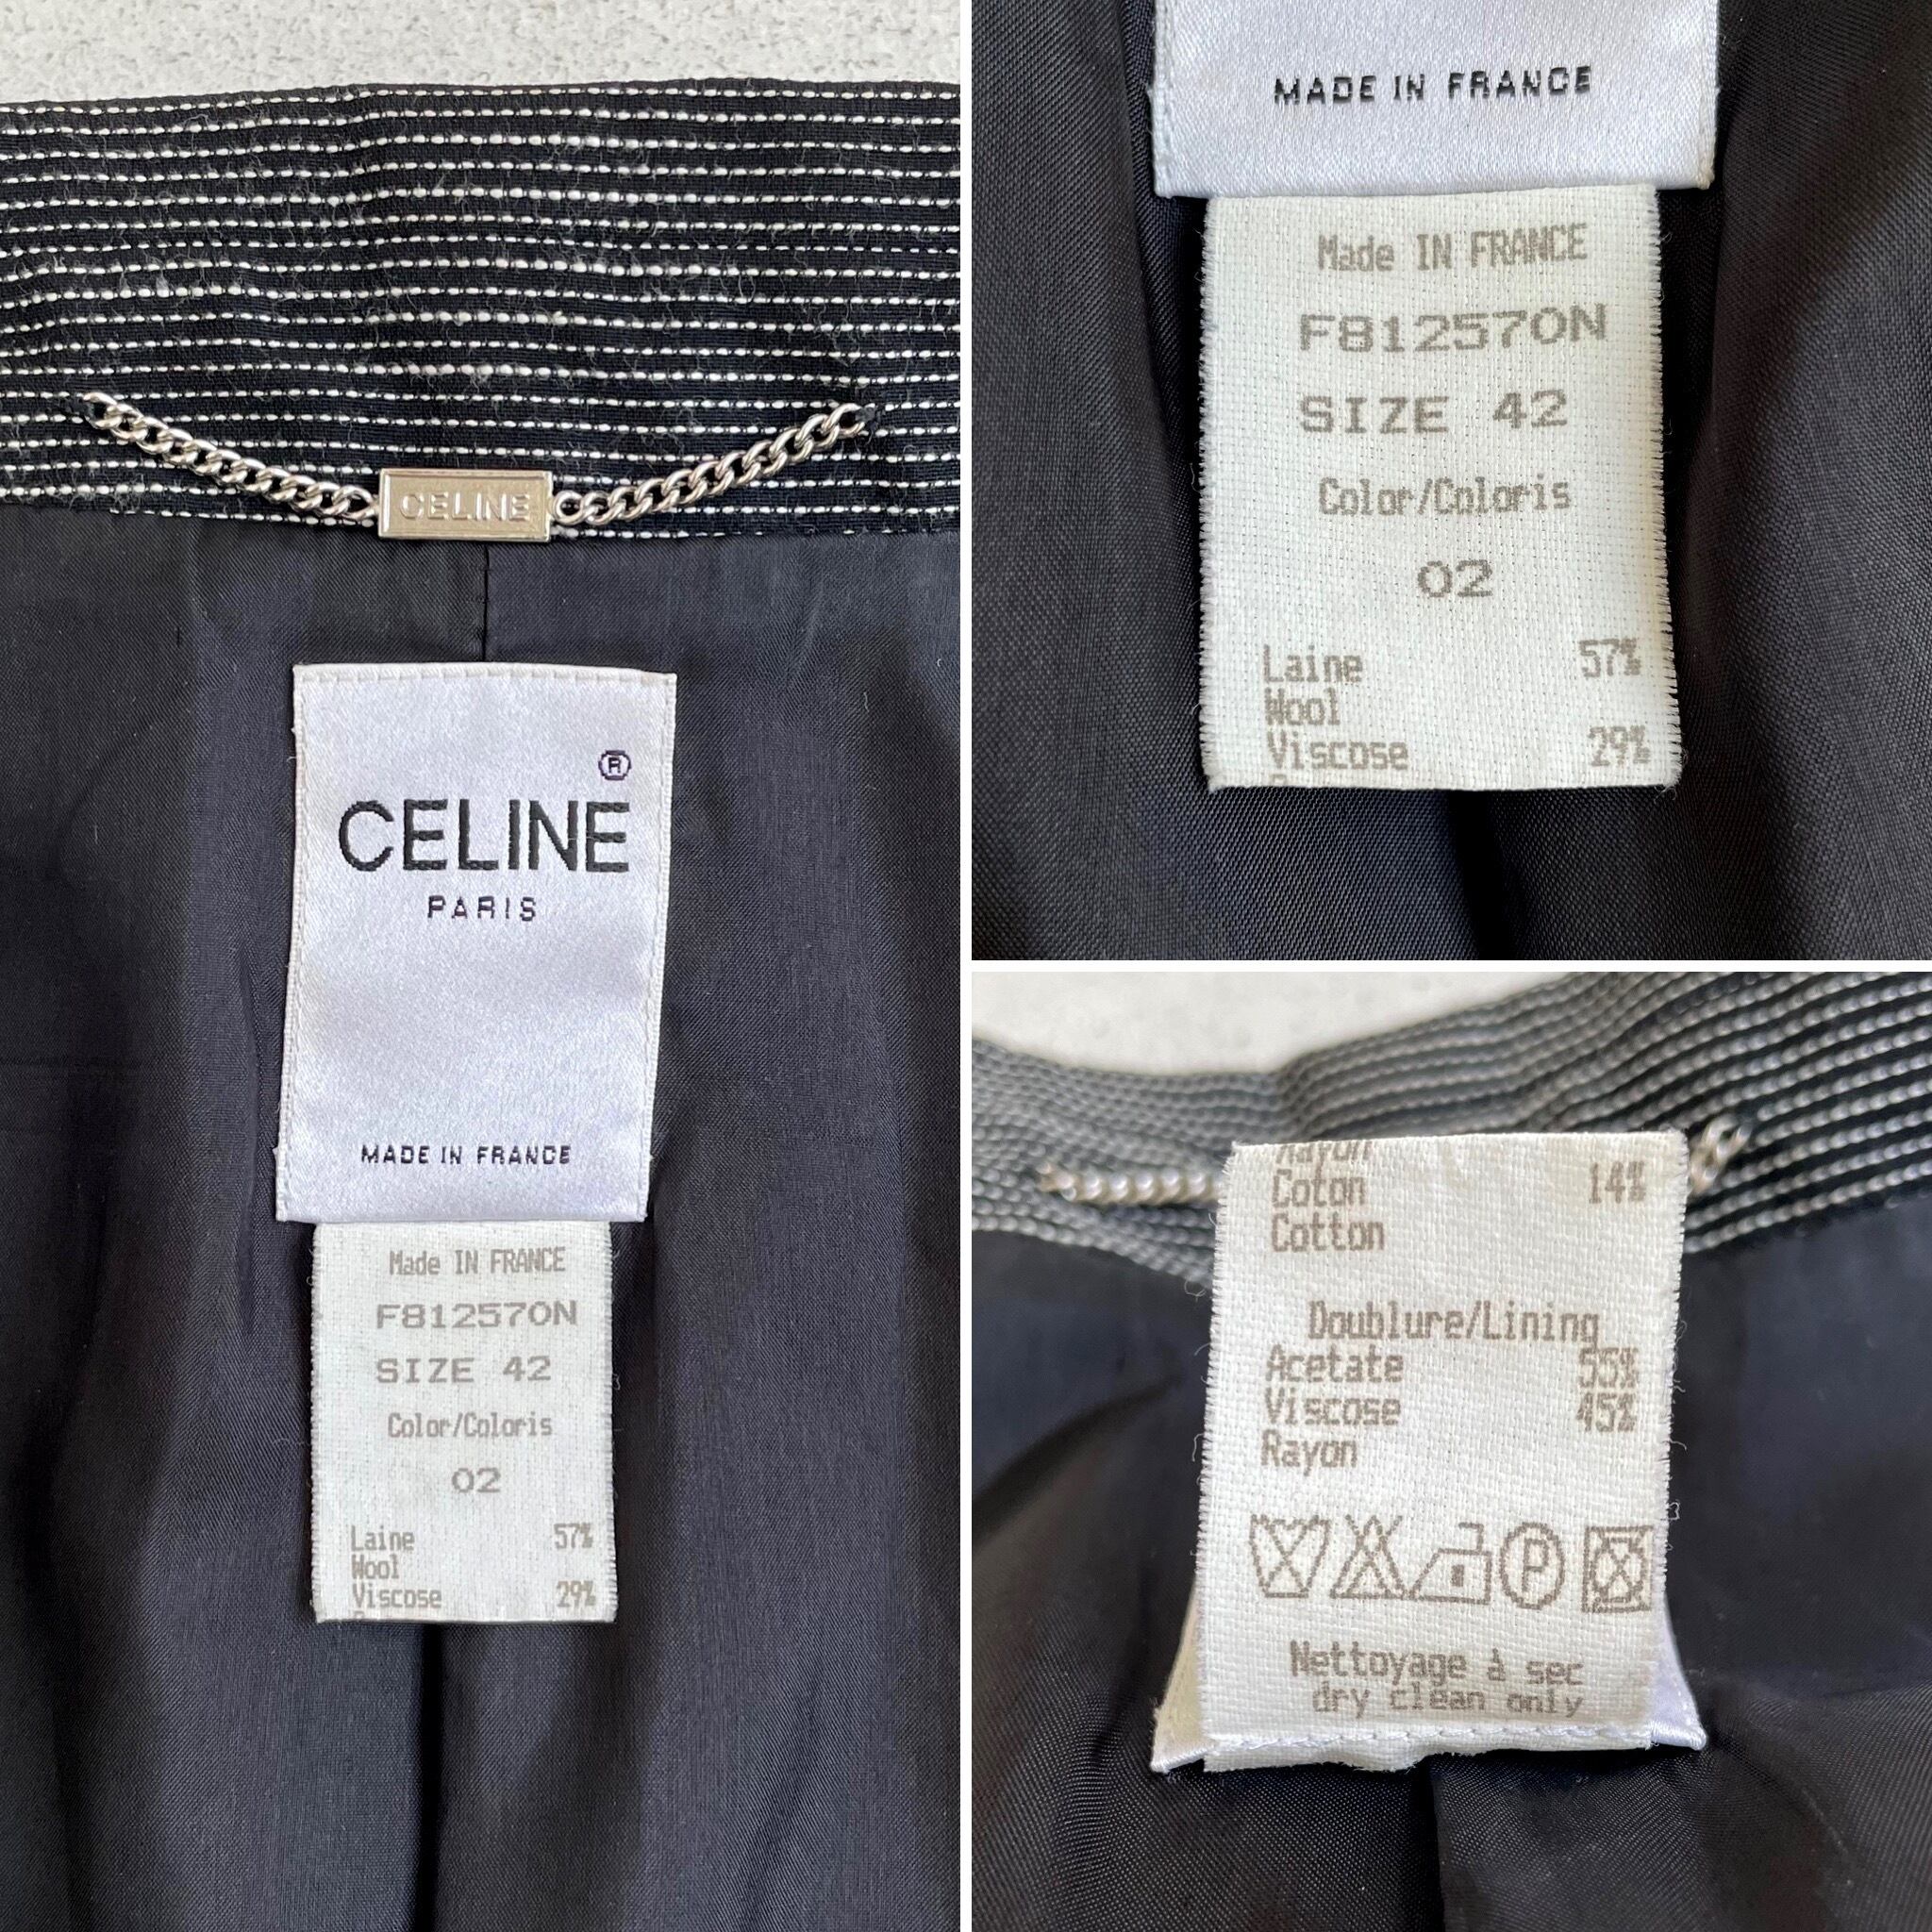 CELINE
®
CELINE
PARIS
MADE IN FRANCE
Made IN FRANCE
F812570N
SIZE 42
Color/Coloris
02
Laine 57%
Wool
Viscose 29%
MADE IN FRANCE
Made IN FRANCE
F812570N
SIZE 42
Color/Coloris
02
Laine 57%
Wool
Viscose 29%
Rayon
Coton 14%
Cotton
Doublure/Lining
Acetate 55%
Viscose 45%
Rayon
P
Nettoyage à sec
dry clean only